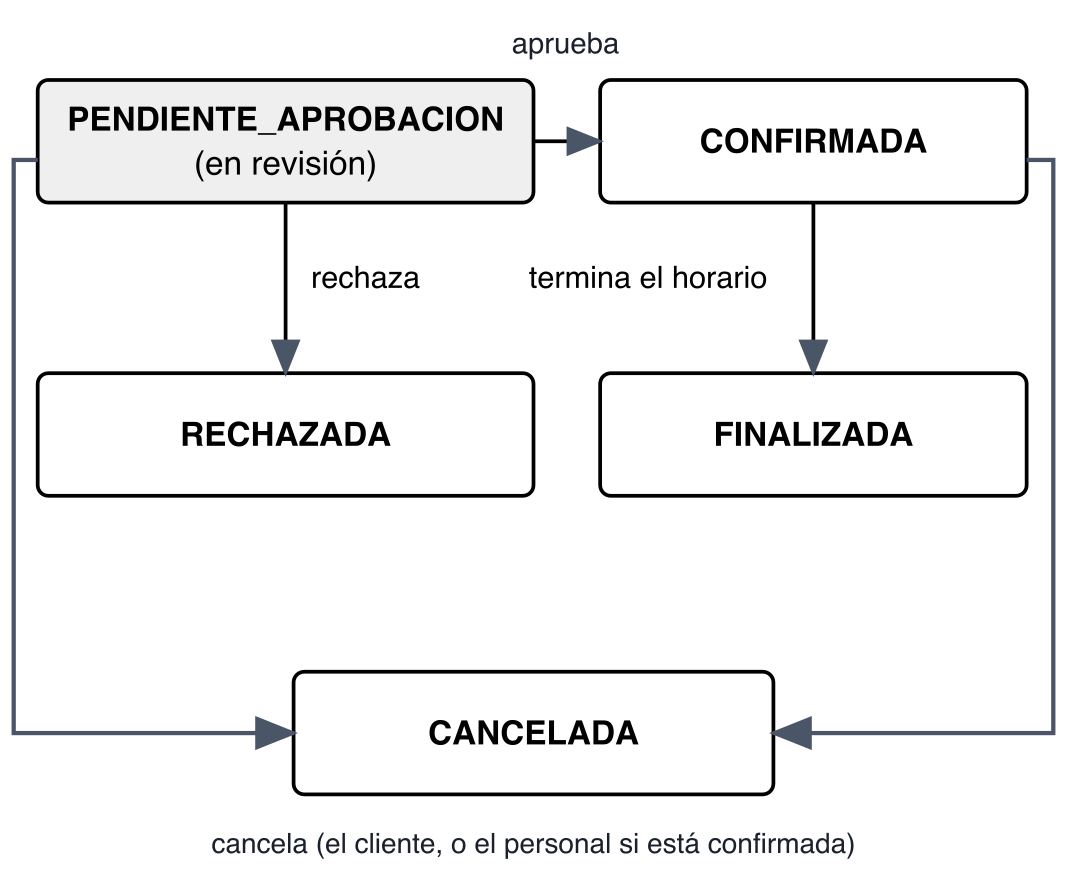 aprueba
PENDIENTE_APROBACION
(en revisión)
CONFIRMADA
rechaza
termina el horario
RECHAZADA
FINALIZADA
CANCELADA
cancela (el cliente, o el personal si está confirmada)